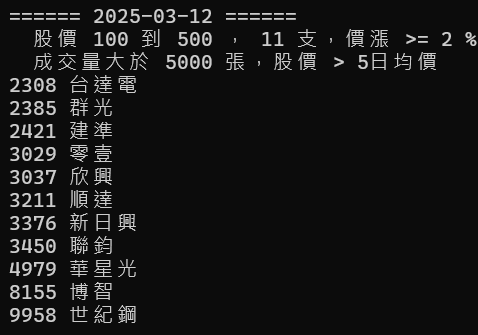 ====== 2025-03-12 ======
股價 100 到 500 , 11 支,價漲 >= 2 %
成交量大於 5000 張,股價 > 5日均價
2308 台達電
2385 群光
2421 建準
3029 零壹
3037 欣興
3211 順達
3376 新日興
3450 聯鈞
4979 華星光
8155 博智
9958 世紀鋼